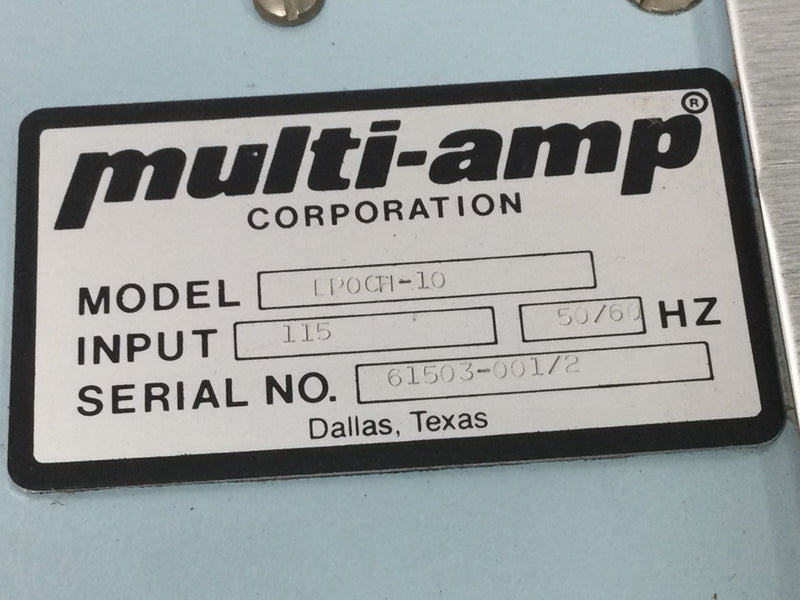 multi-amp®
CORPORATION
MODEL EPOCH-10
INPUT 115 50/60 HZ
SERIAL NO. 61503-001/2
Dallas, Texas